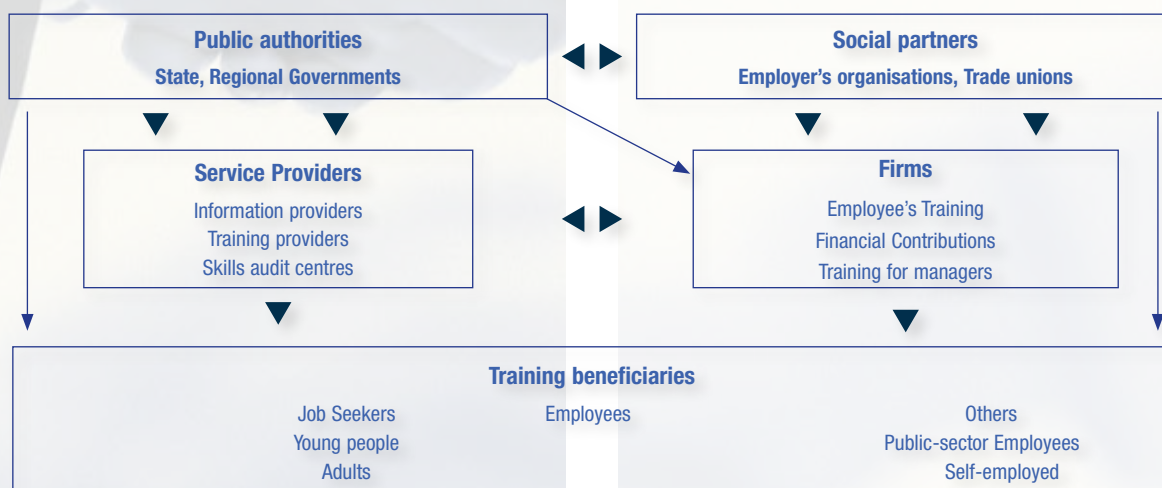 Public authorities
State, Regional Governments
Social partners
Employer's organisations, Trade unions
Service Providers
Information providers
Training providers
Skills audit centres
Firms
Employee's Training
Financial Contributions
Training for managers
Training beneficiaries
Job Seekers
Young people
Adults
Employees
Others
Public-sector Employees
Self-employed